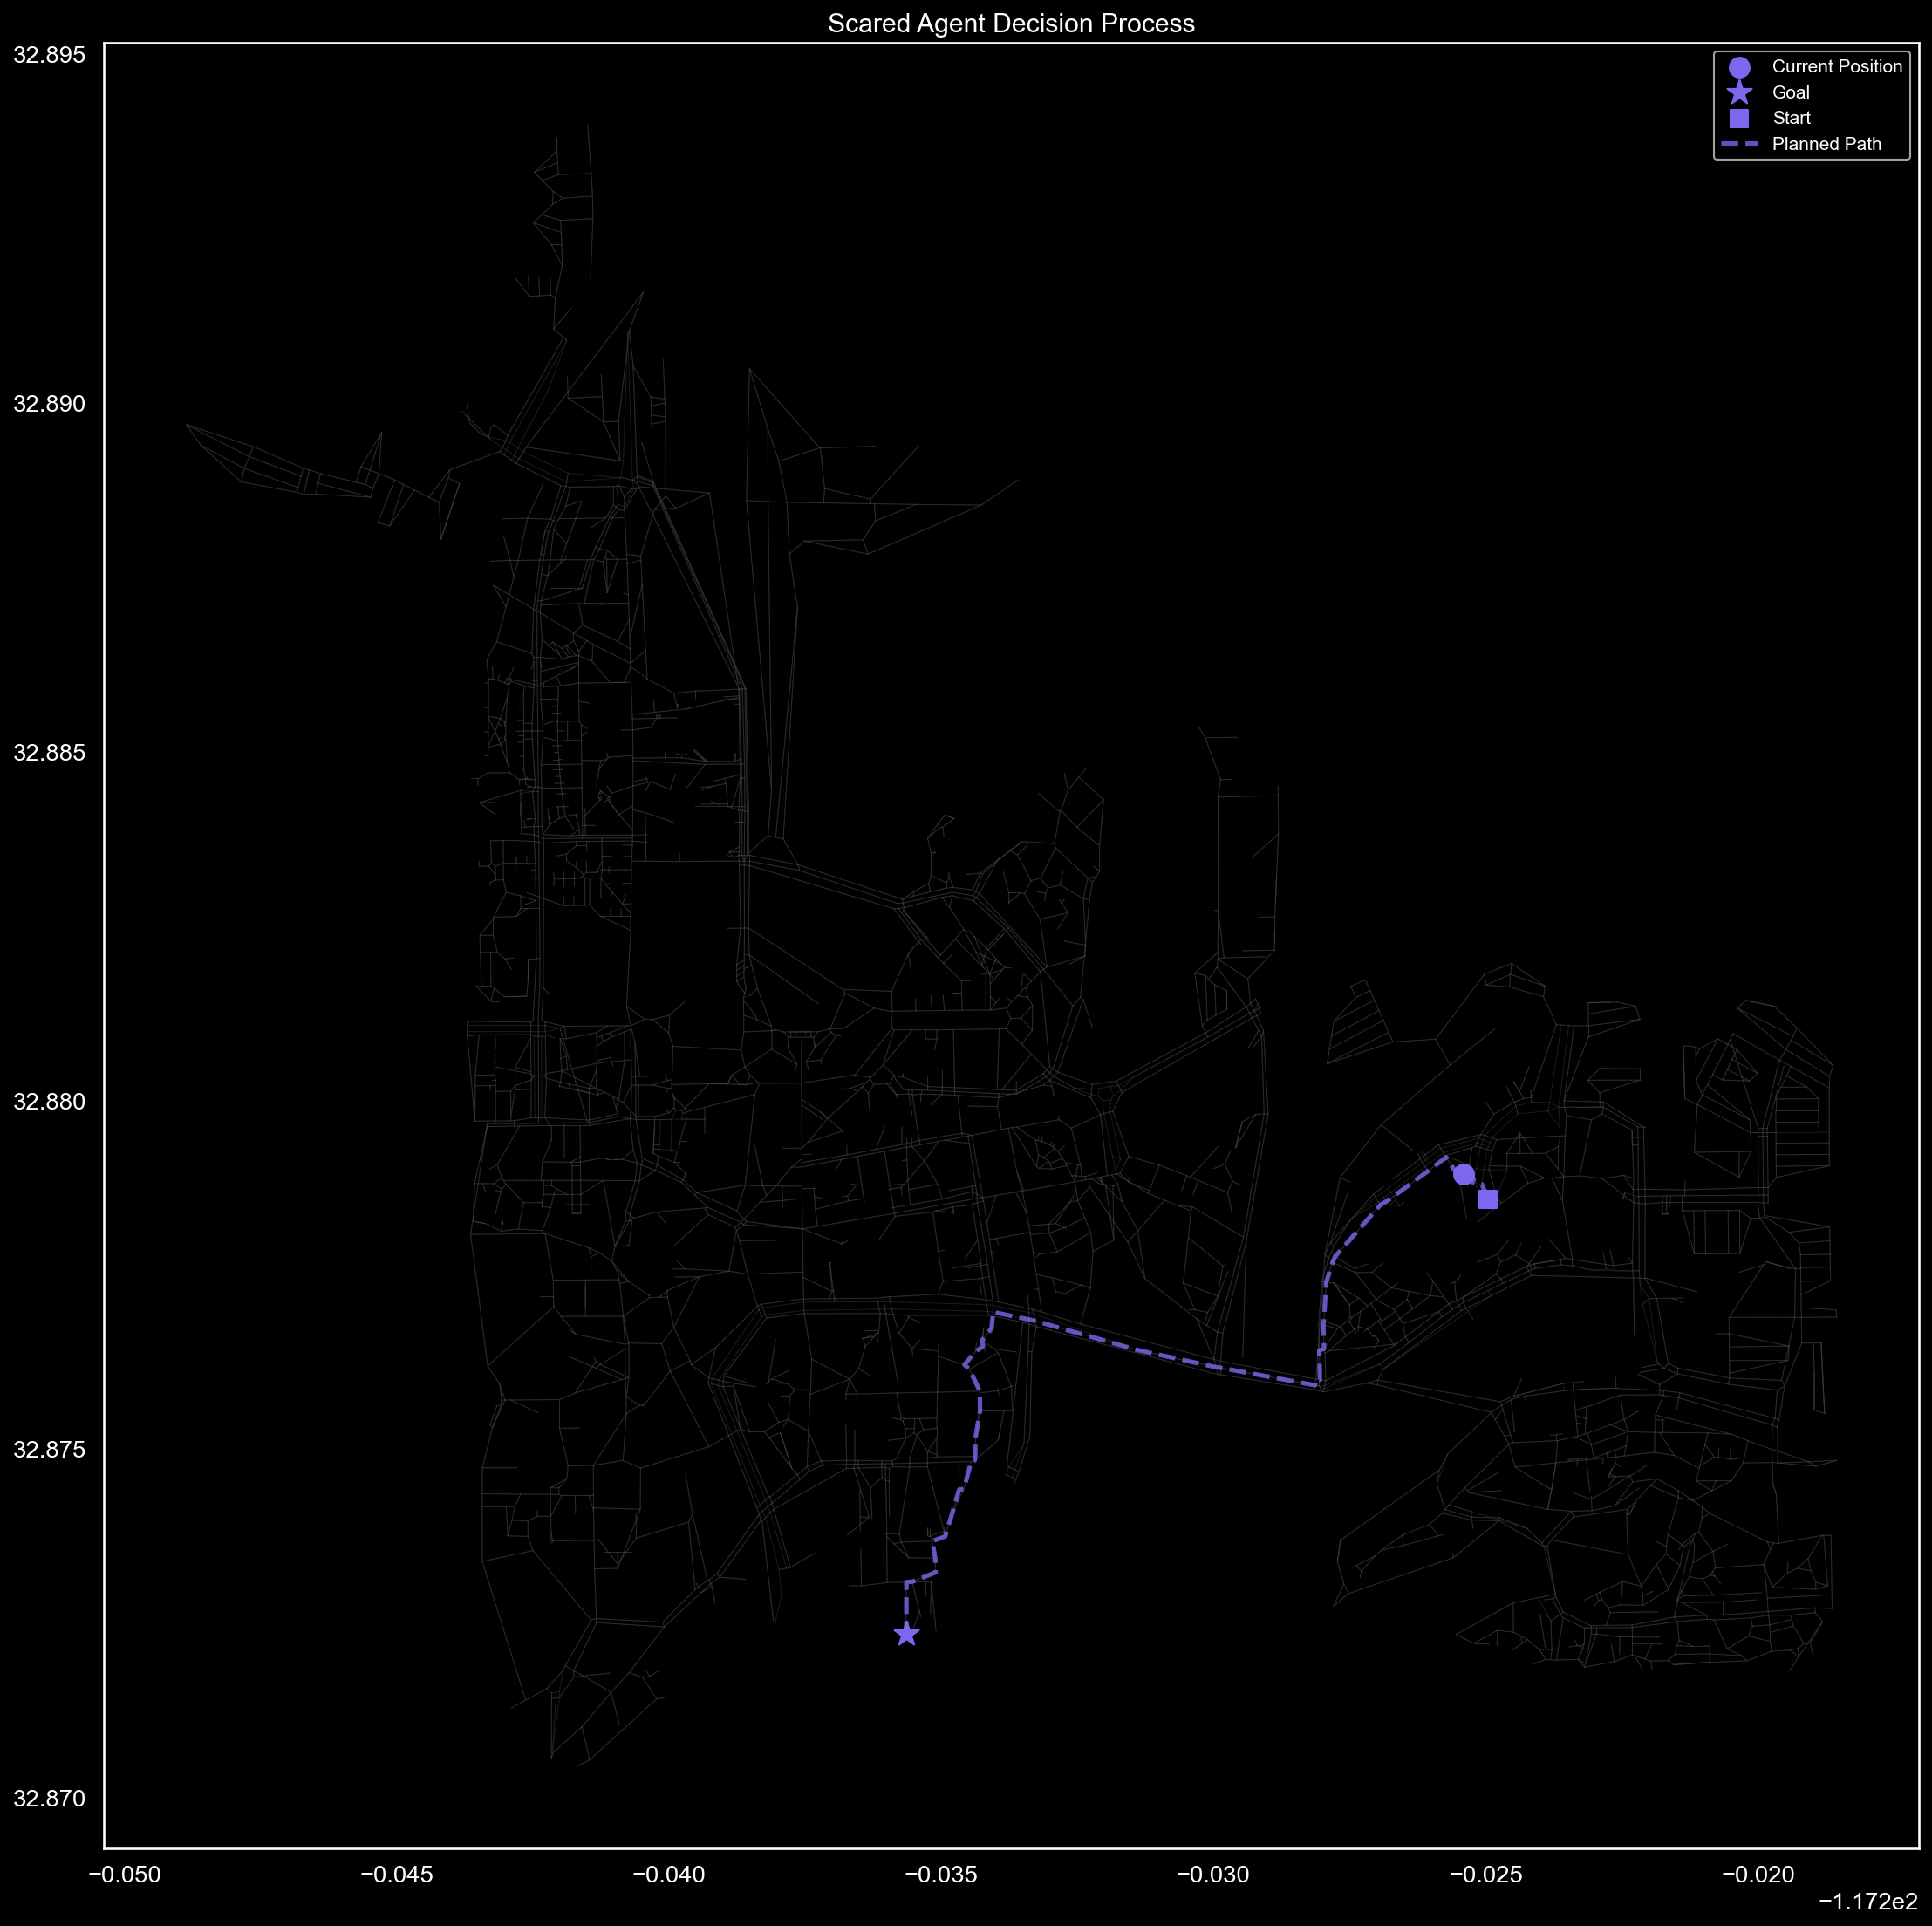 Scared Agent Decision Process
Current Position
Goal
Start
Planned Path
32.895
32.890
32.885
32.880
32.875
32.870
−0.050
−0.045
−0.040
−0.035
−0.030
−0.025
−0.020
−1.172e2